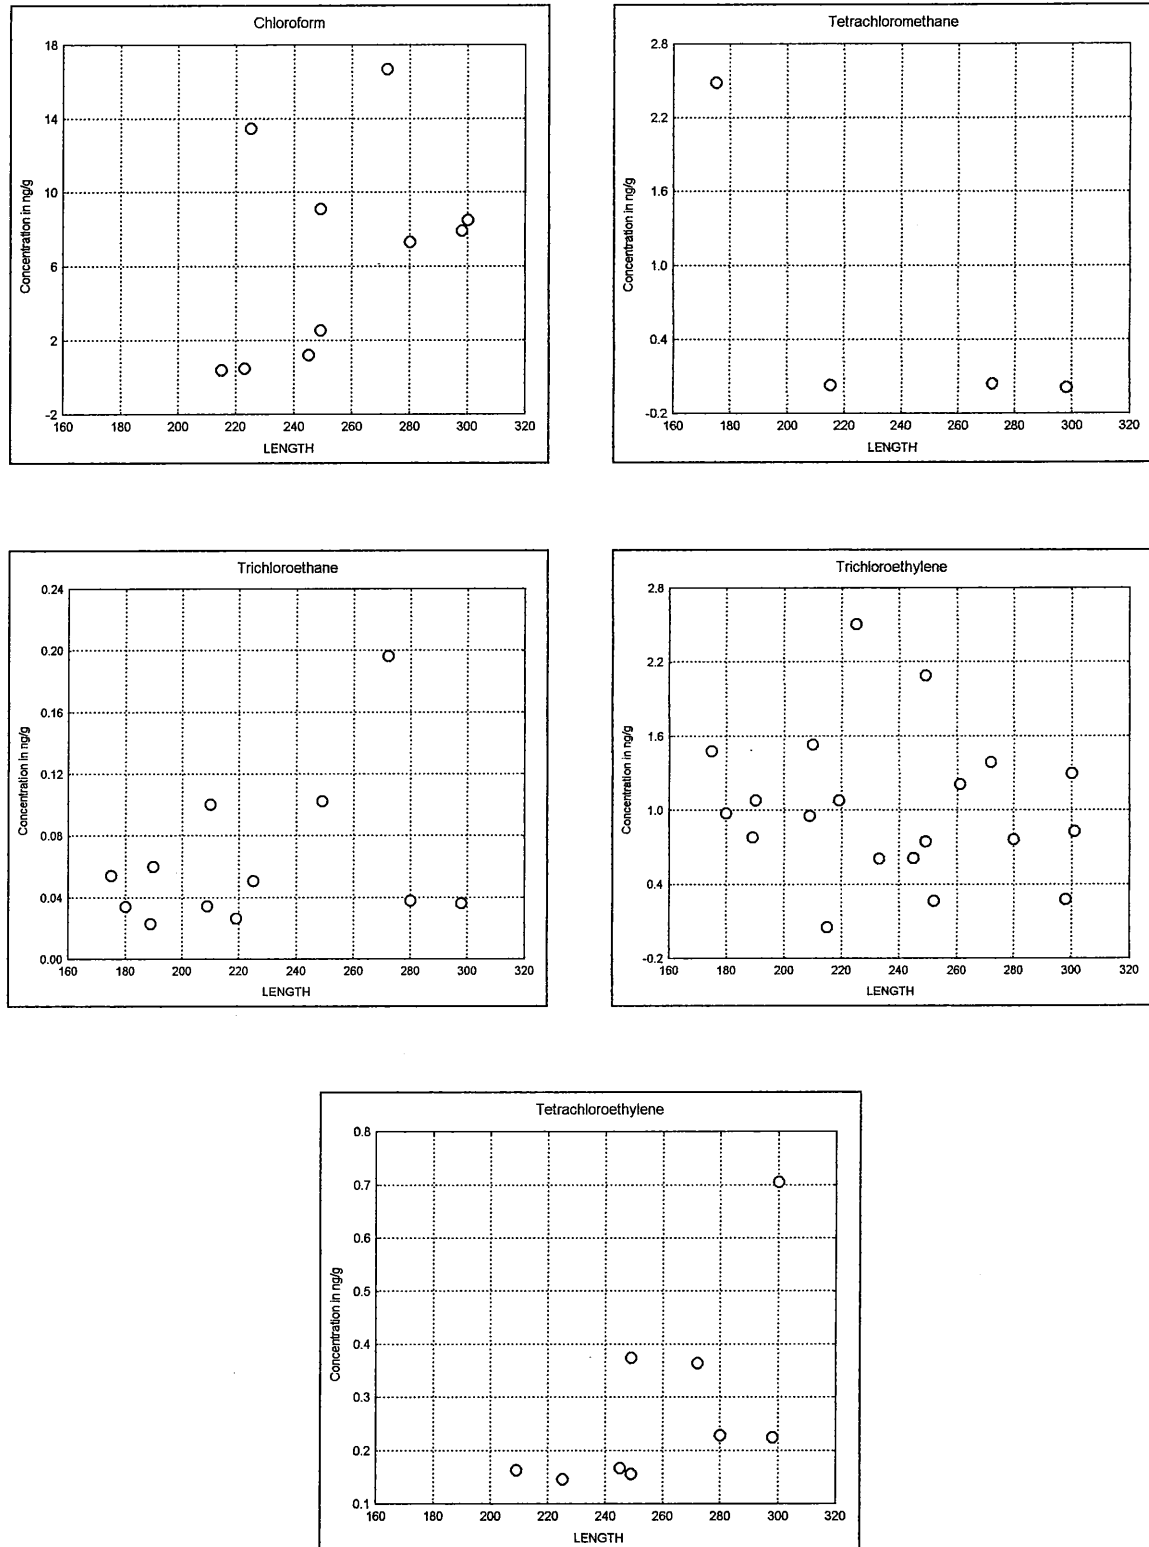 Chloroform
18
14
10
6
2
-2
Concentration in ng/g
160 180 200 220 240 260 280 300 320
LENGTH
Tetrachloromethane
2.8
2.2
1.6
1.0
0.4
-0.2
Concentration in ng/g
160 180 200 220 240 260 280 300 320
LENGTH
Trichloroethane
0.24
0.20
0.16
0.12
0.08
0.04
0.00
Concentration in ng/g
160 180 200 220 240 260 280 300 320
LENGTH
Trichloroethylene
2.8
2.2
1.6
1.0
0.4
-0.2
Concentration in ng/g
160 180 200 220 240 260 280 300 320
LENGTH
Tetrachloroethylene
0.8
0.7
0.6
0.5
0.4
0.3
0.2
0.1
Concentration in ng/g
160 180 200 220 240 260 280 300 320
LENGTH